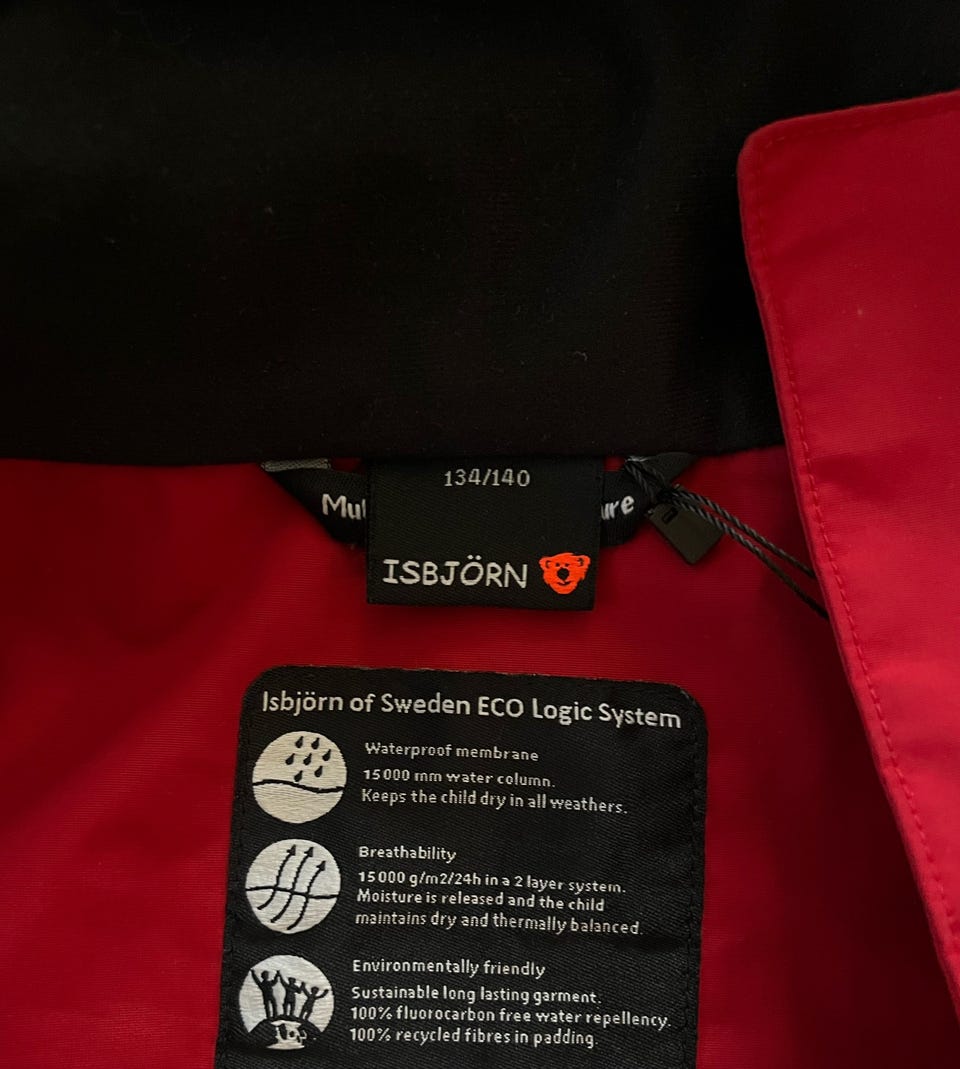 134/140
ISBJÖRN
Isbjörn of Sweden ECO Logic System
Waterproof membrane
15000 mm water column.
Keeps the child dry in all weathers.
Breathability
15000 g/m2/24h in a 2 layer system.
Moisture is released and the child
maintains dry and thermally balanced.
Environmentally friendly
Sustainable long lasting garment.
100% fluorocarbon free water repellency.
100% recycled fibres in padding.